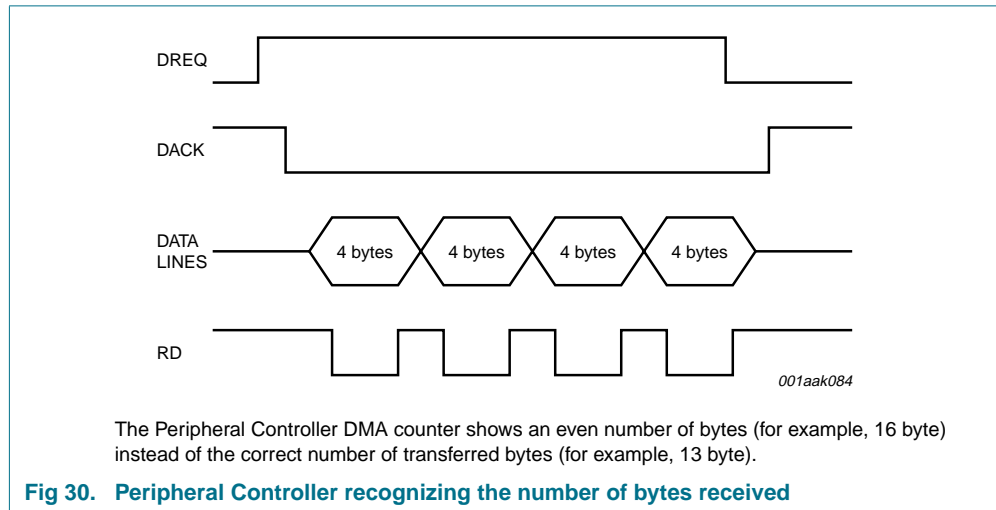 DREQ
DACK
DATA
LINES
4 bytes 4 bytes 4 bytes 4 bytes
RD
001aak084
The Peripheral Controller DMA counter shows an even number of bytes (for example, 16 byte)
instead of the correct number of transferred bytes (for example, 13 byte).
Fig 30. Peripheral Controller recognizing the number of bytes received